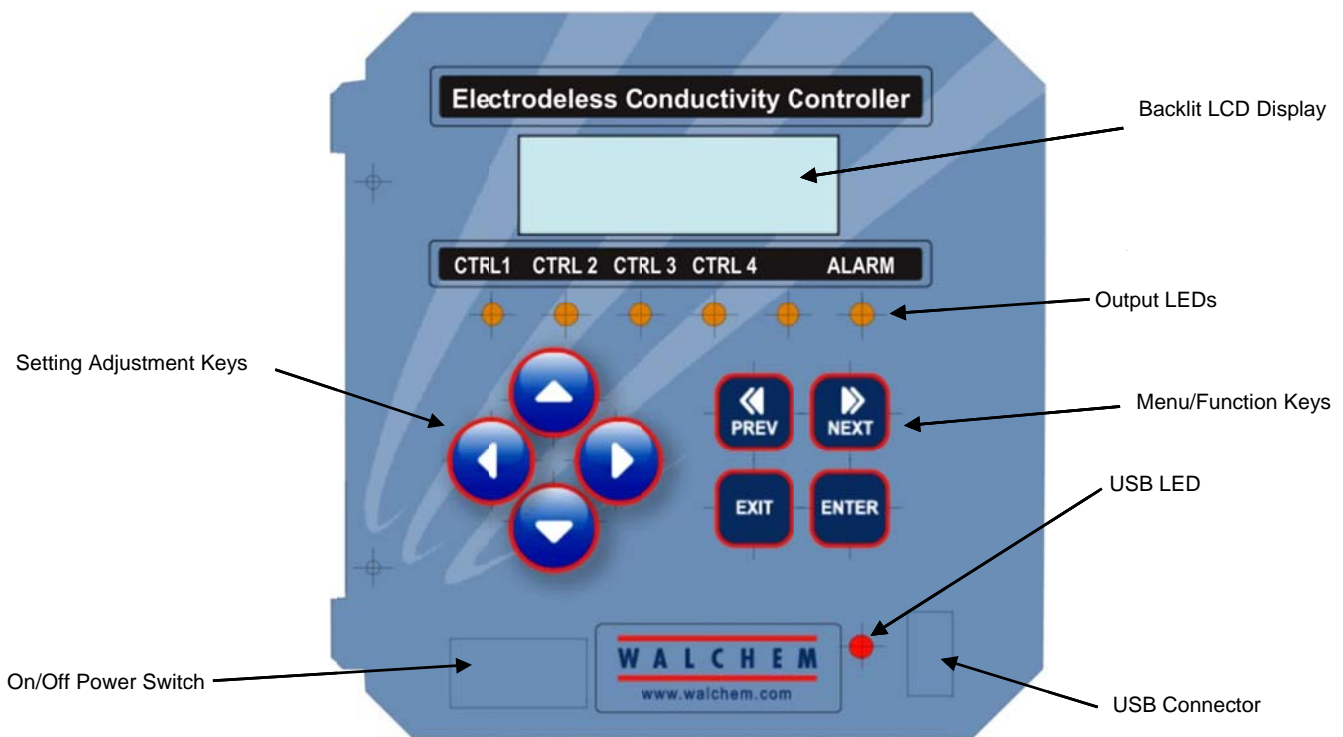 Electrodeless Conductivity Controller
Backlit LCD Display
CTRL1 CTRL 2 CTRL 3 CTRL 4 ALARM
Output LEDs
Setting Adjustment Keys
PREV NEXT
Menu/Function Keys
USB LED
EXIT ENTER
WALCHEM
www.walchem.com
On/Off Power Switch
USB Connector